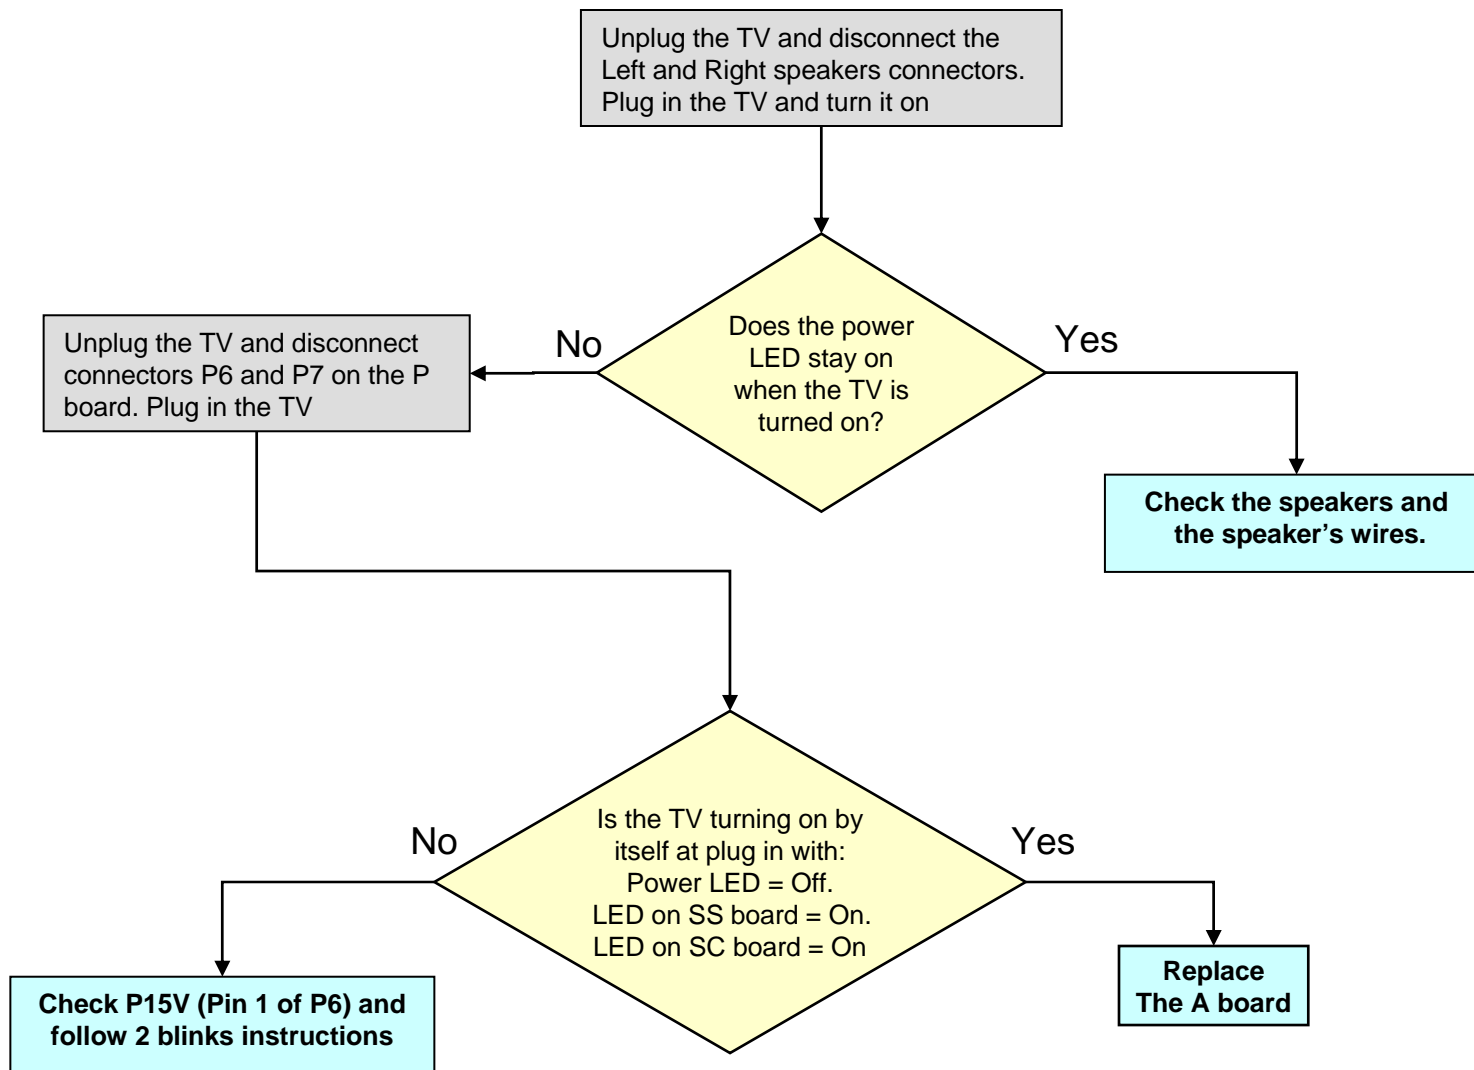 Unplug the TV and disconnect the
Left and Right speakers connectors.
Plug in the TV and turn it on
Does the power
LED stay on
when the TV is
turned on?
No
Yes
Unplug the TV and disconnect
connectors P6 and P7 on the P
board. Plug in the TV
Check the speakers and
the speaker’s wires.
Is the TV turning on by
itself at plug in with:
Power LED = Off.
LED on SS board = On.
LED on SC board = On
No
Yes
Check P15V (Pin 1 of P6) and
follow 2 blinks instructions
Replace
The A board